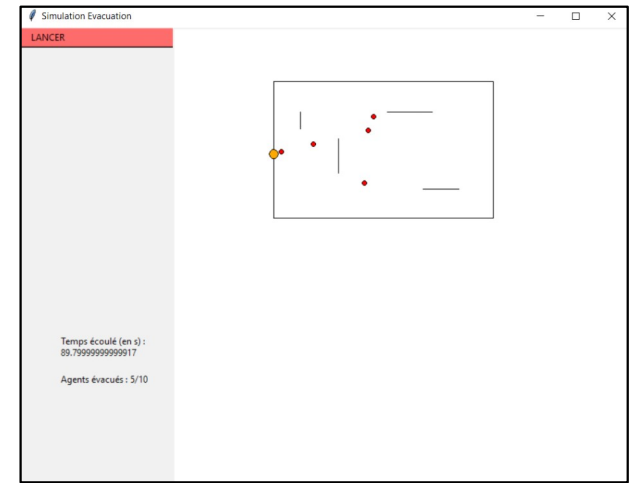 Simulation Evacuation
LANCER
Temps écoulé (en s) :
89.79999999999917
Agents évacués : 5/10